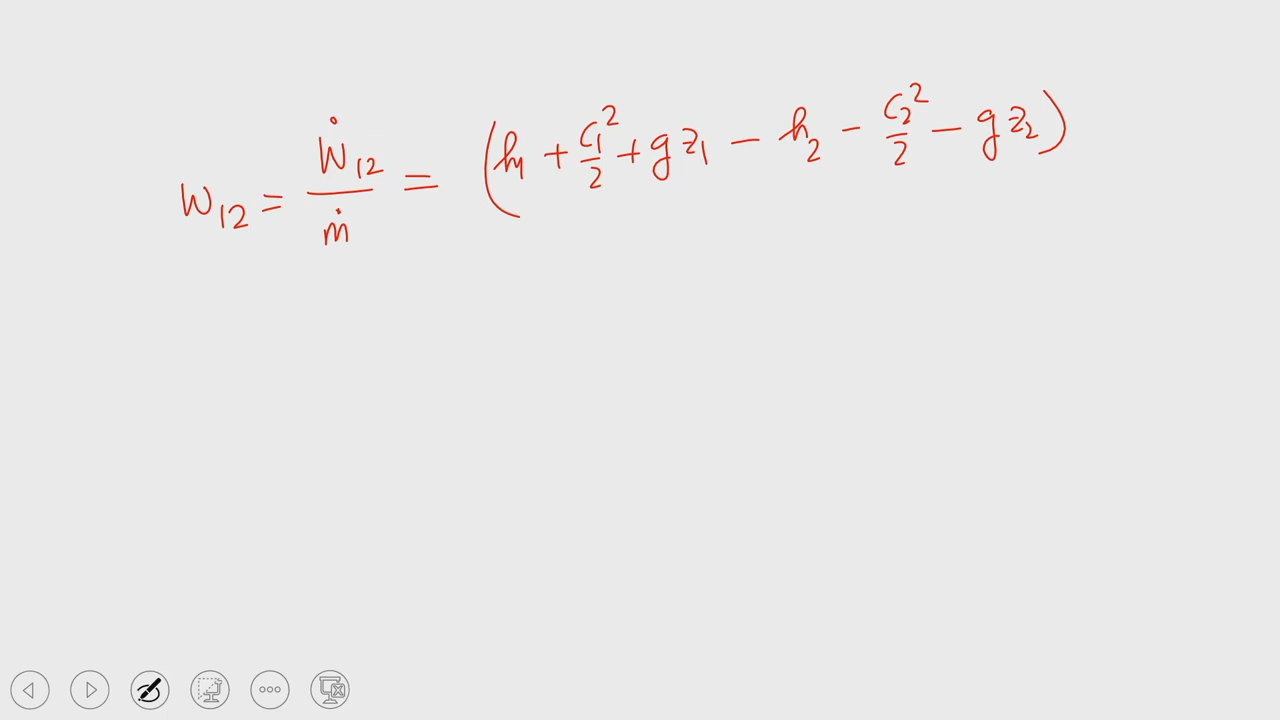 w₁₂ = Ẇ₁₂ / ṁ = (h₁ + C₁²/2 + gz₁ − h₂ − C₂²/2 − gz₂)